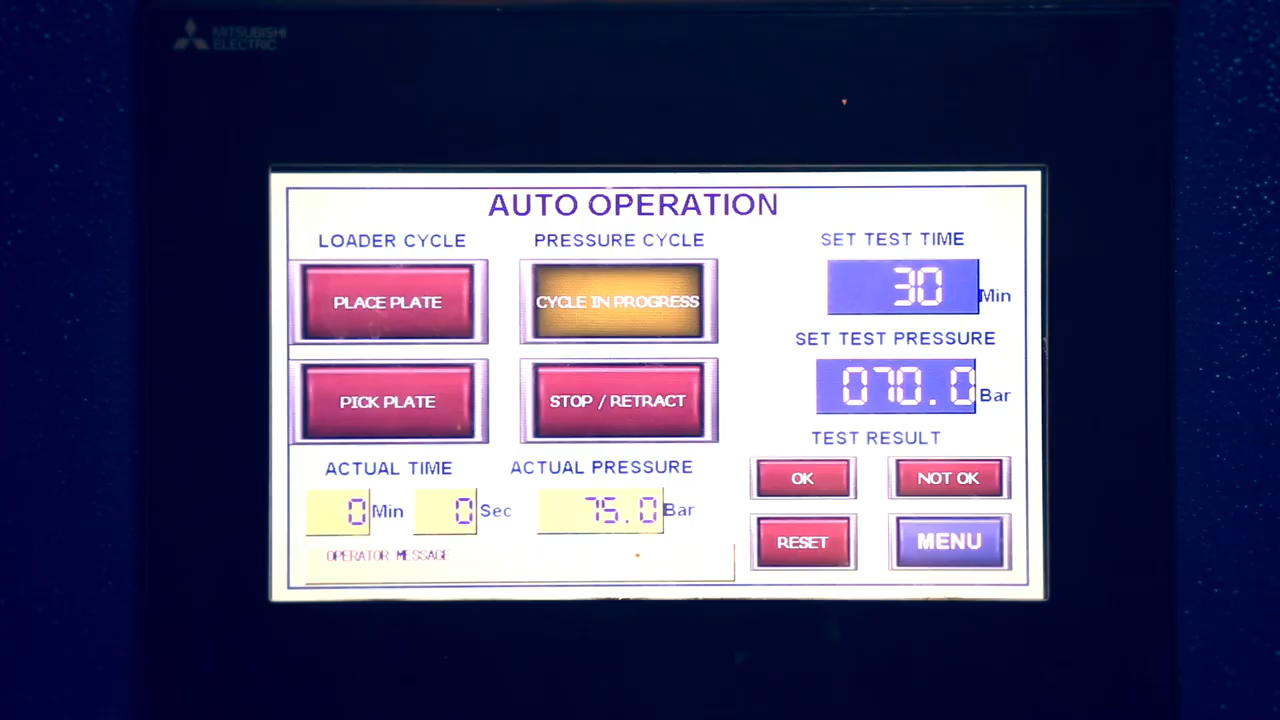 MITSUBISHI
ELECTRIC
AUTO OPERATION
LOADER CYCLE
PRESSURE CYCLE
SET TEST TIME
PLACE PLATE
CYCLE IN PROGRESS
30 Min
SET TEST PRESSURE
PICK PLATE
STOP / RETRACT
070.0 Bar
TEST RESULT
ACTUAL TIME
ACTUAL PRESSURE
OK
NOT OK
0 Min 0 Sec
75.0 Bar
RESET
MENU
OPERATOR MESSAGE